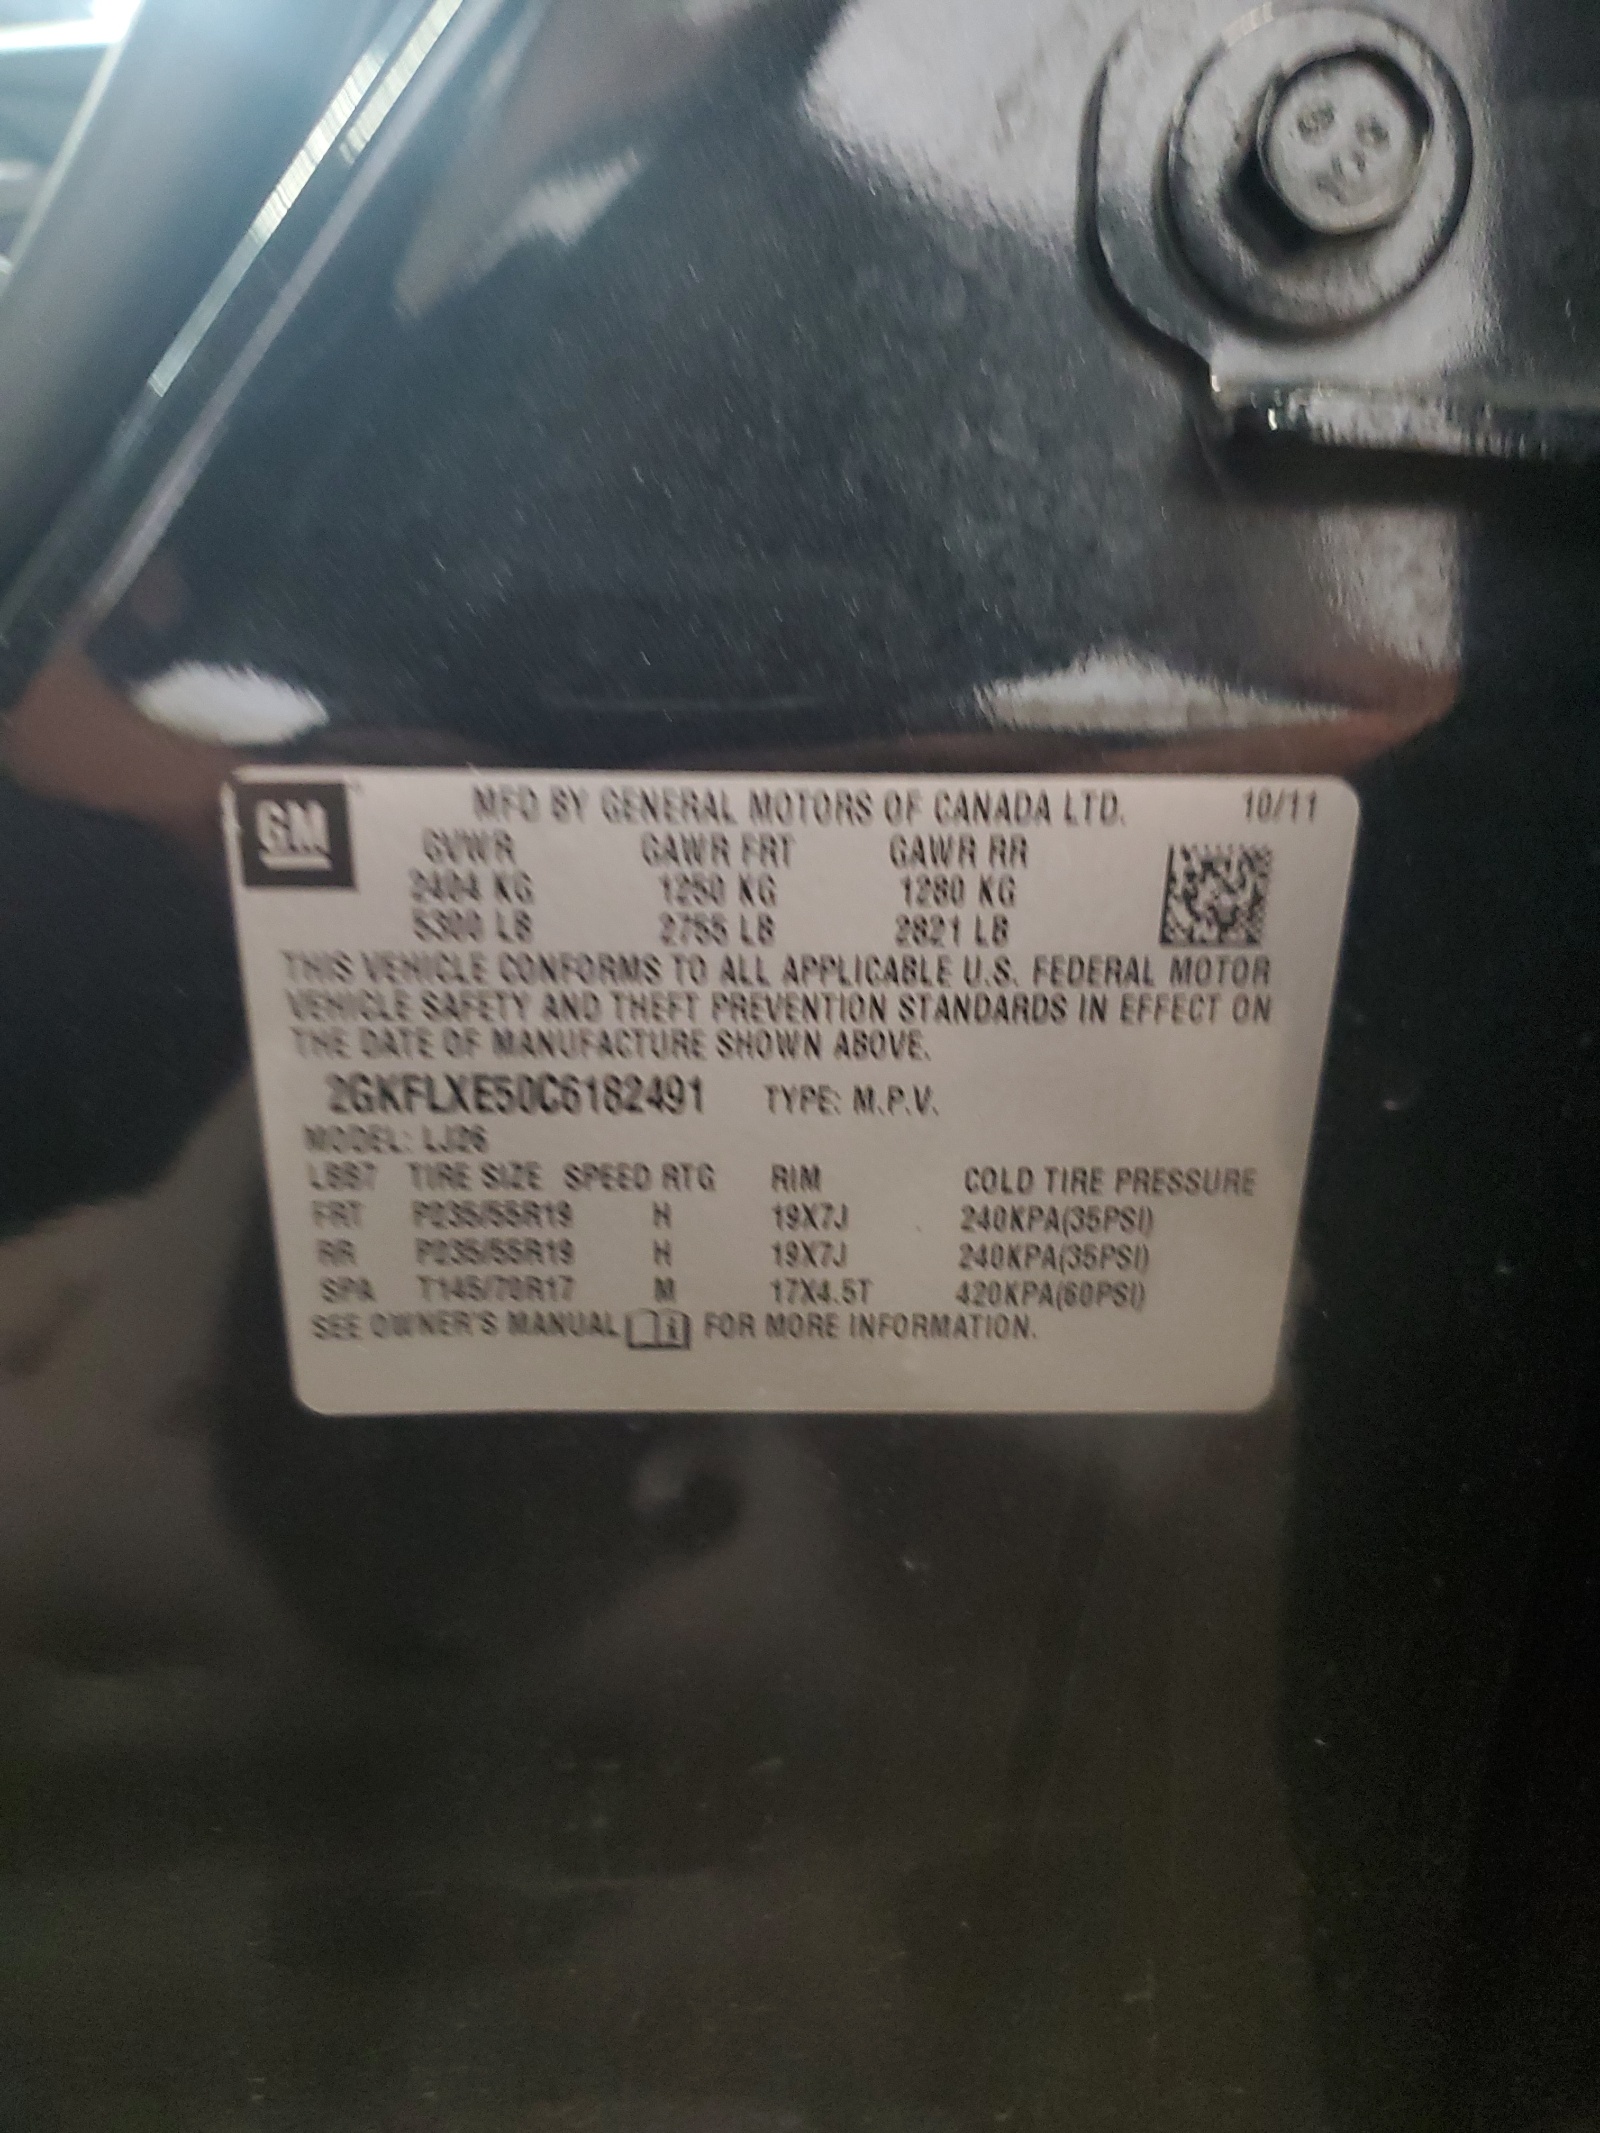 GM MFD BY GENERAL MOTORS OF CANADA LTD. 10/11
GVWR GAWR FRT GAWR RR
2404 KG 1250 KG 1280 KG
5300 LB 2755 LB 2821 LB
THIS VEHICLE CONFORMS TO ALL APPLICABLE U.S. FEDERAL MOTOR
VEHICLE SAFETY AND THEFT PREVENTION STANDARDS IN EFFECT ON
THE DATE OF MANUFACTURE SHOWN ABOVE.
2GKFLXE50C6182491 TYPE: M.P.V.
MODEL: LJ26
TIRE SIZE SPEED RTG RIM COLD TIRE PRESSURE
FRT P235/55R19 H 19X7J 240KPA(35PSI)
RR P235/55R19 H 19X7J 240KPA(35PSI)
SPA T145/70R17 M 17X4.5T 420KPA(60PSI)
SEE OWNER'S MANUAL FOR MORE INFORMATION.